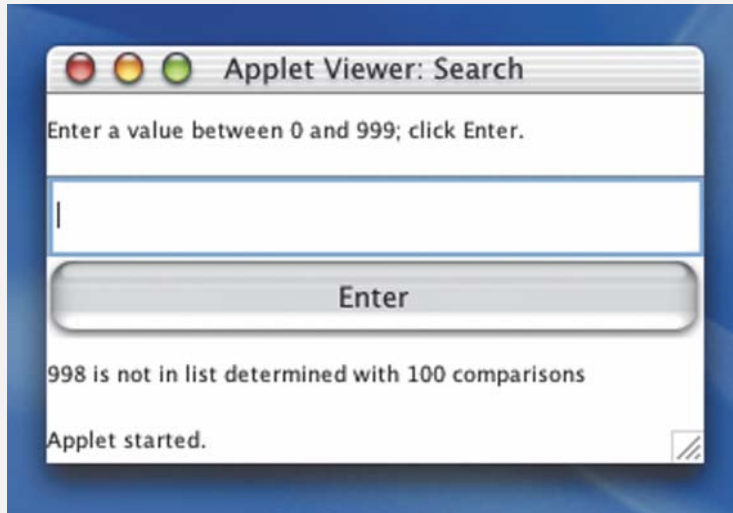 Applet Viewer: Search
Enter a value between 0 and 999; click Enter.
Enter
998 is not in list determined with 100 comparisons
Applet started.